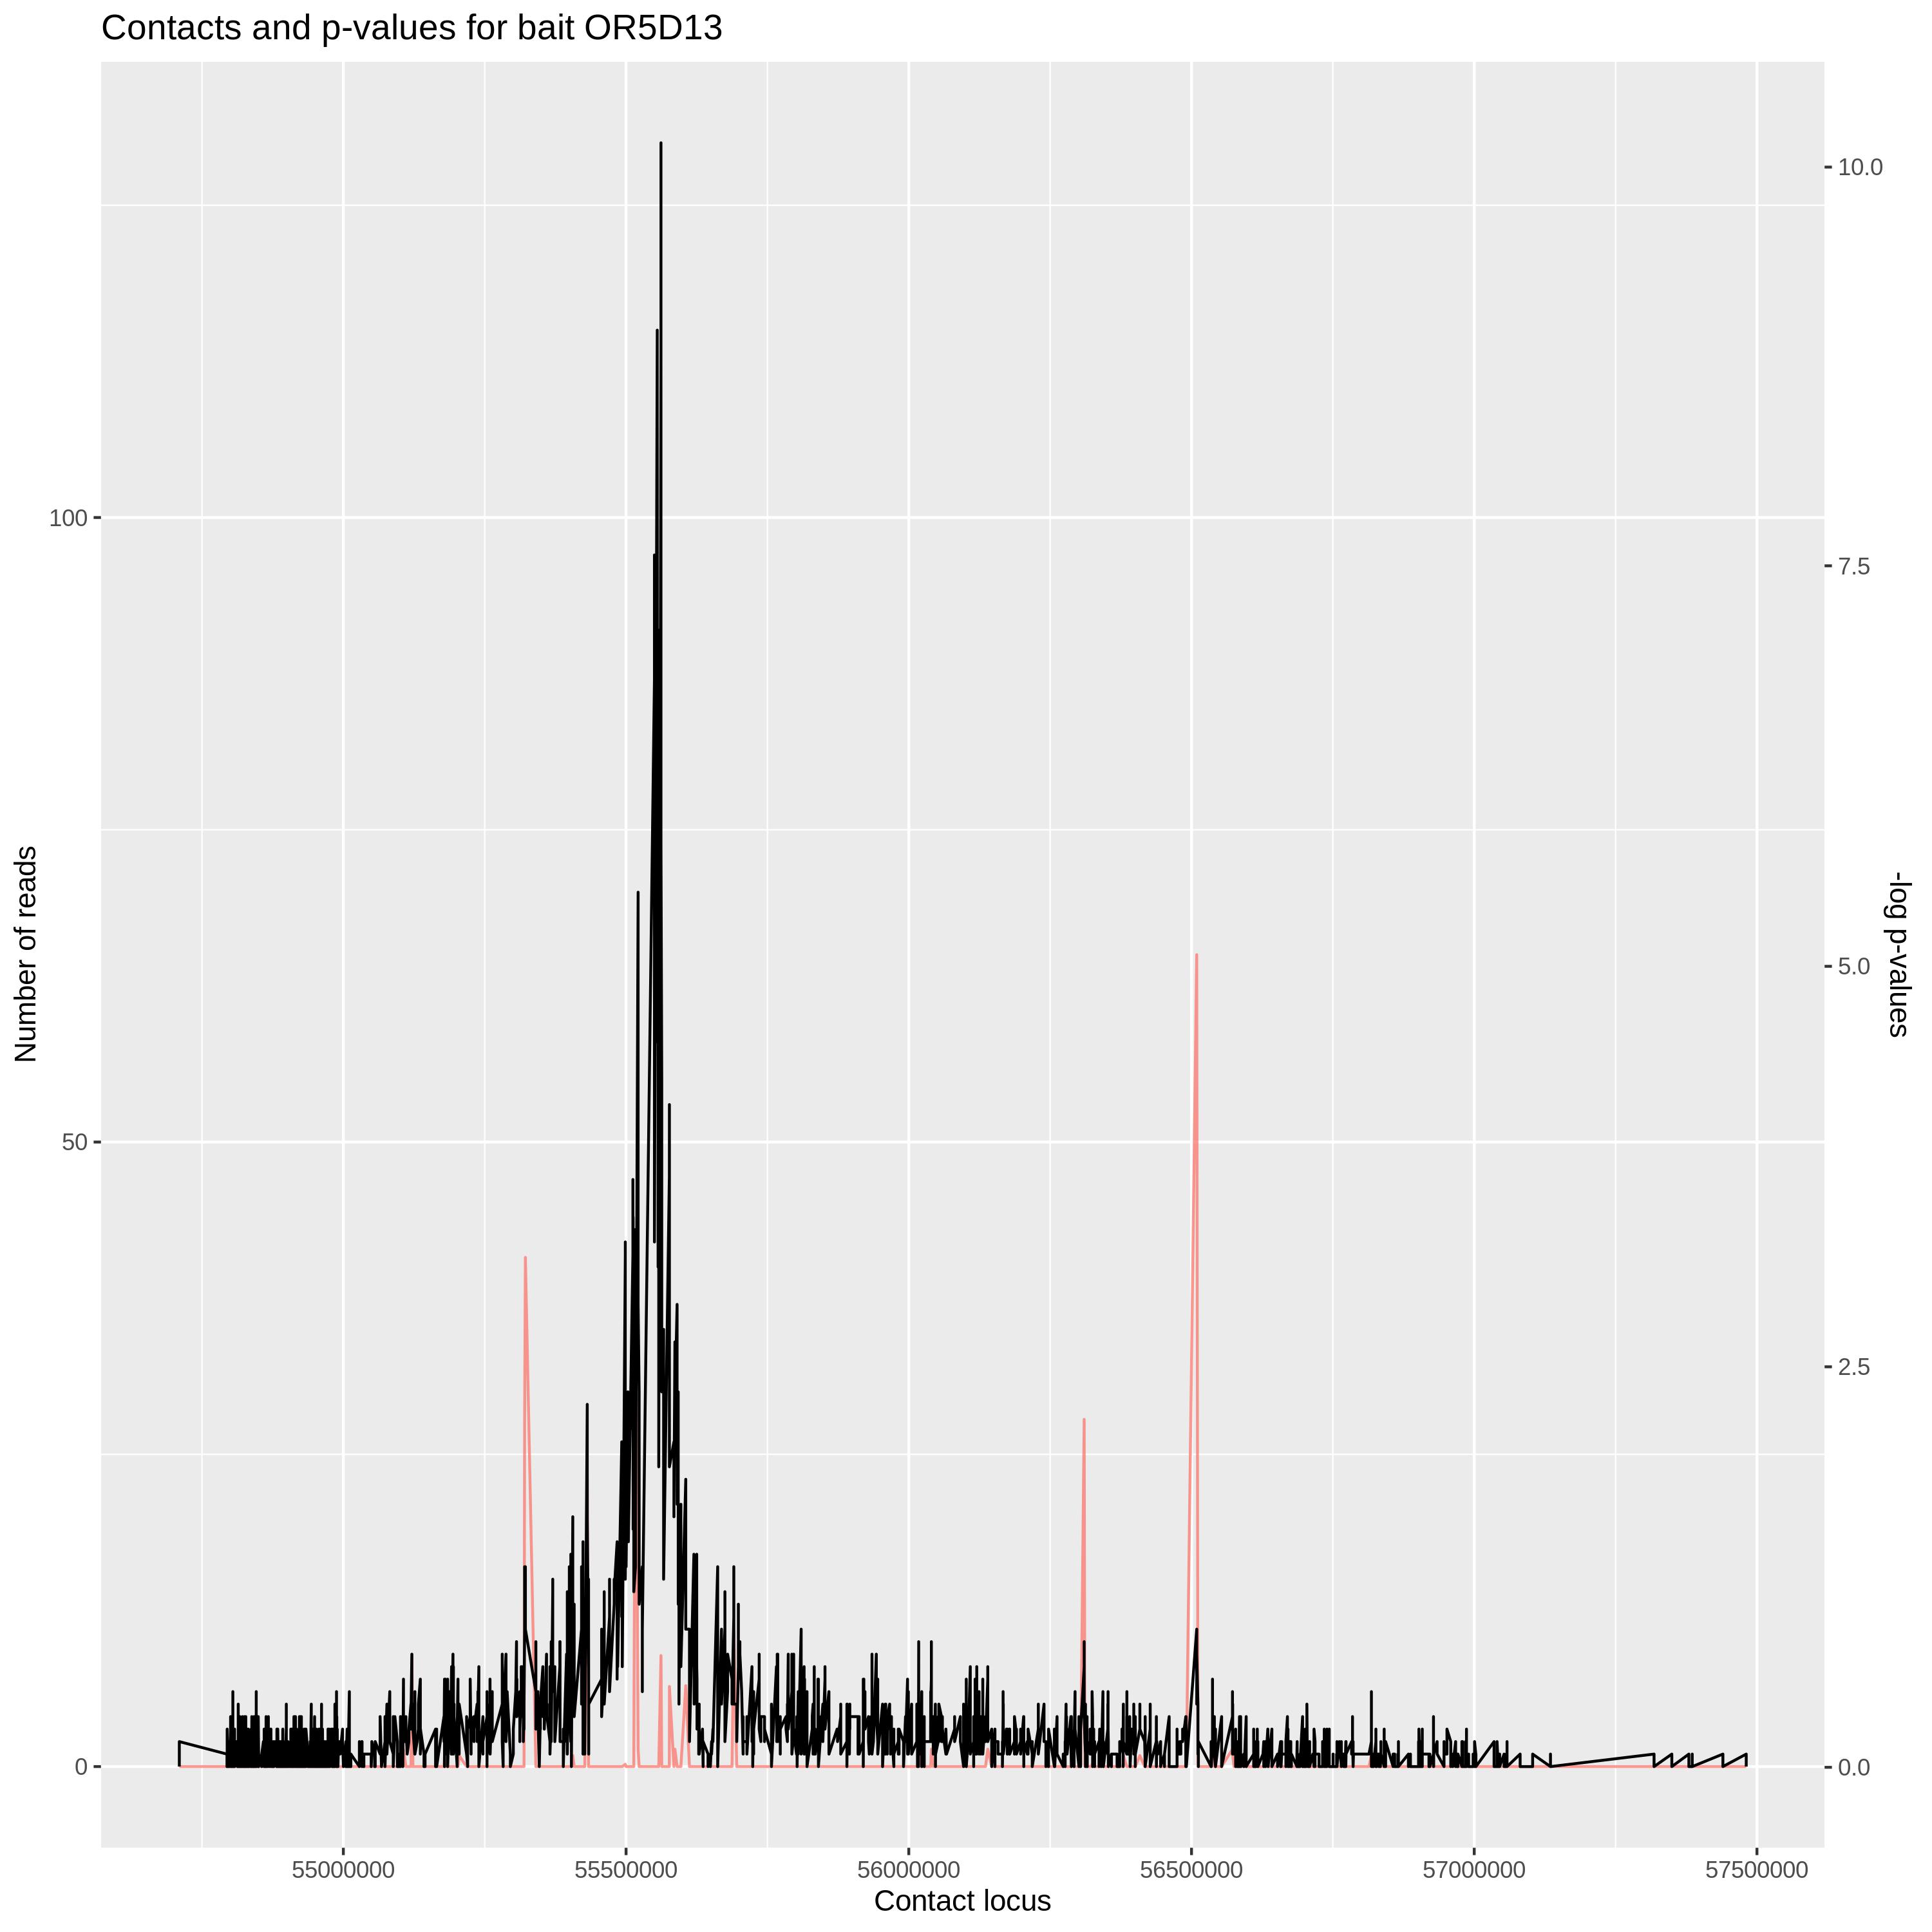 Contacts and p-values for bait OR5D13
Number of reads
100
50
0
10.0
7.5
5.0
2.5
0.0
-log p-values
55000000 55500000 56000000 56500000 57000000 57500000
Contact locus